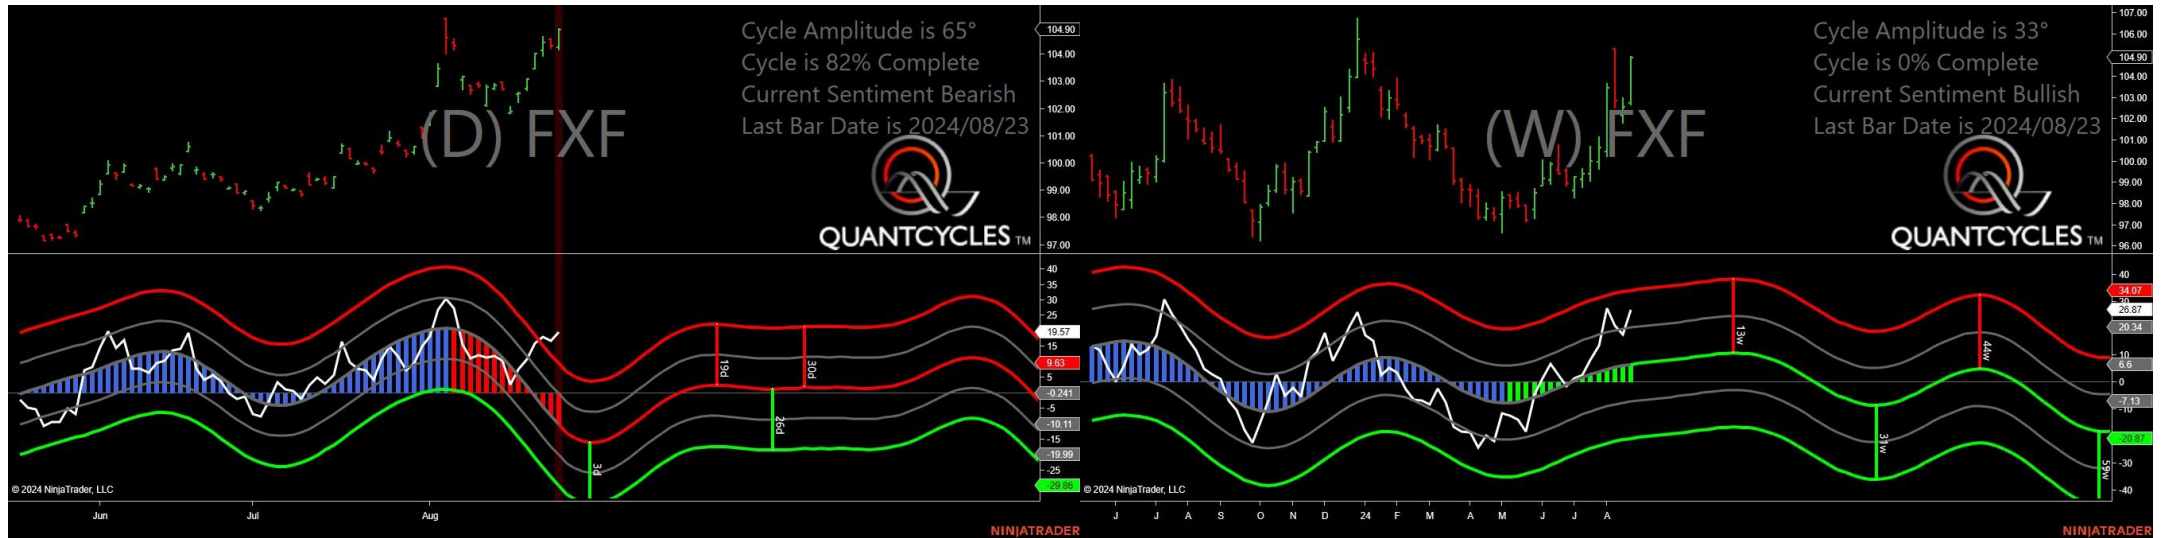 Cycle Amplitude is 65°
Cycle is 82% Complete
Current Sentiment Bearish
Last Bar Date is 2024/08/23
(D) FXF
QUANTCYCLES TM
104.90
104.00
103.00
102.00
101.00
100.00
99.00
98.00
97.00
40
35
30
25
19.57
9.63
5
-0.241
-5
-10.11
-15
-19.99
-25
-29.86
3d
19d
26d
30d
© 2024 NinjaTrader, LLC
Jun
Jul
Aug
NINJATRADER
Cycle Amplitude is 33°
Cycle is 0% Complete
Current Sentiment Bullish
Last Bar Date is 2024/08/23
(W) FXF
QUANTCYCLES TM
107.00
106.00
104.90
104.00
103.00
102.00
101.00
100.00
99.00
98.00
97.00
96.00
40
34.07
30
26.87
20.34
10
6.6
0
-7.13
-10
-20.87
-30
-40
13w
31w
44w
59w
© 2024 NinjaTrader, LLC
J
J
A
S
O
N
D
24
F
M
A
M
J
J
A
NINJATRADER